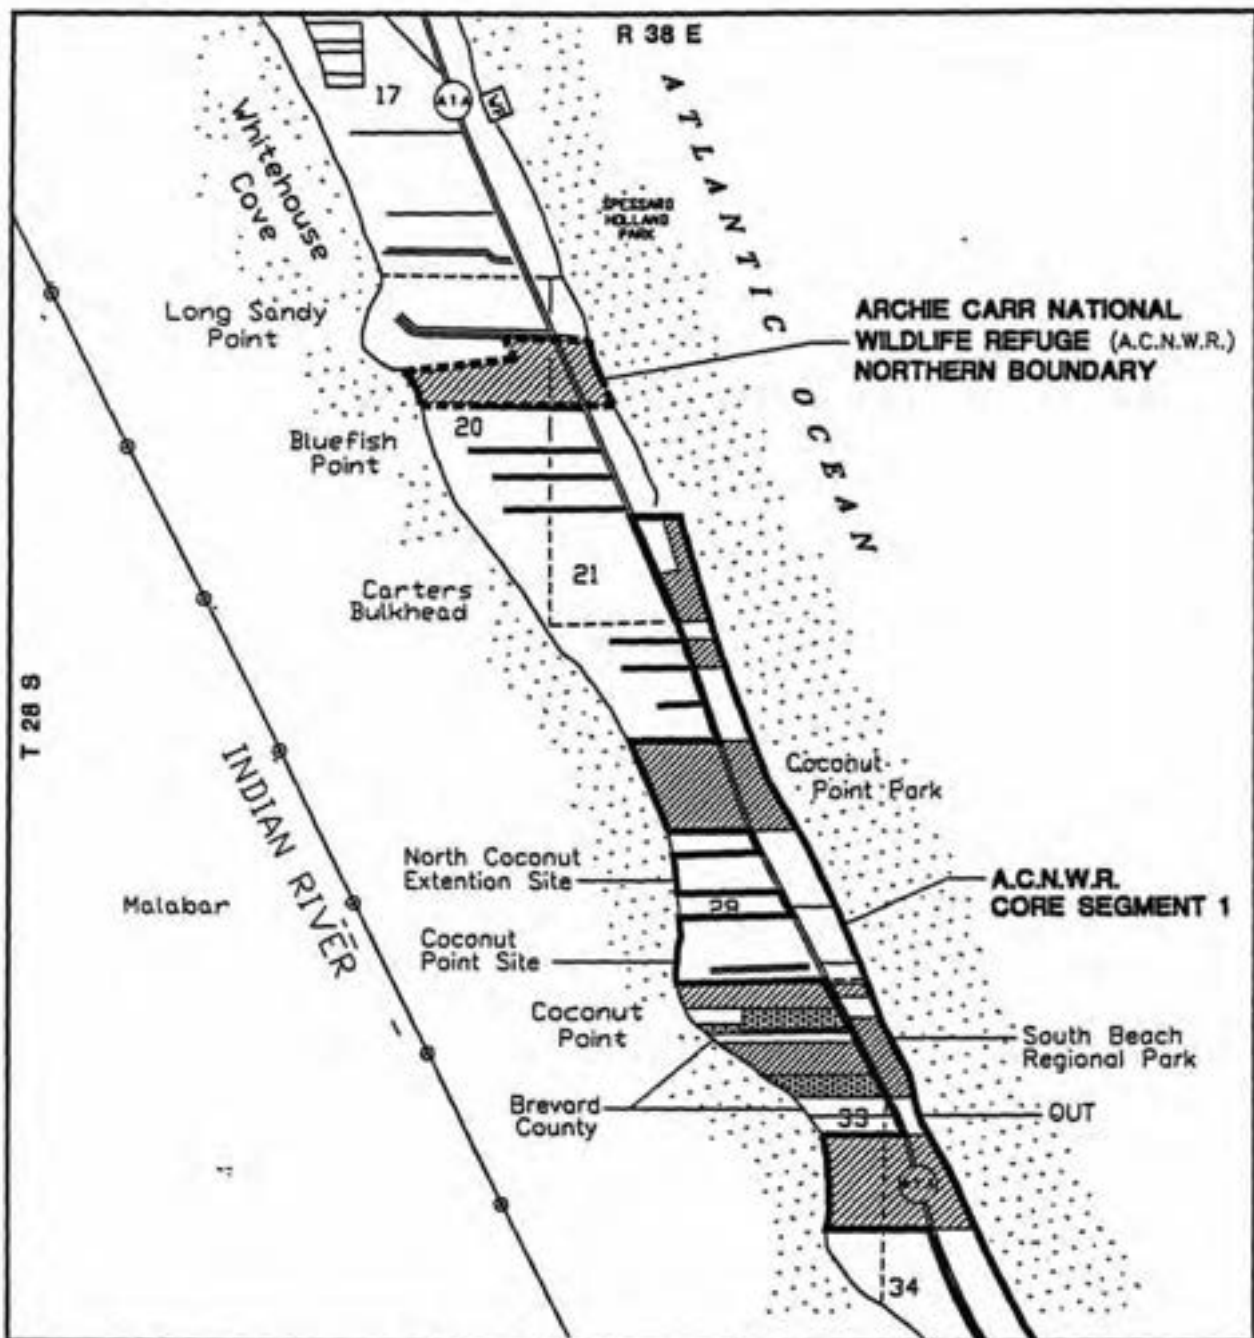 R 38 E
17
A1A
Whitehouse
Cove
SPESSARD
HOLLAND
PARK
ATLANTIC OCEAN
Long Sandy
Point
ARCHIE CARR NATIONAL
WILDLIFE REFUGE (A.C.N.W.R.)
NORTHERN BOUNDARY
20
Bluefish
Point
21
Carters
Bulkhead
T 28 S
INDIAN RIVER
Coconut
Point Park
North Coconut
Extention Site
A.C.N.W.R.
CORE SEGMENT 1
Malabar
Coconut
Point Site
Coconut
Point
South Beach
Regional Park
Brevard
County
33
OUT
A1A
34